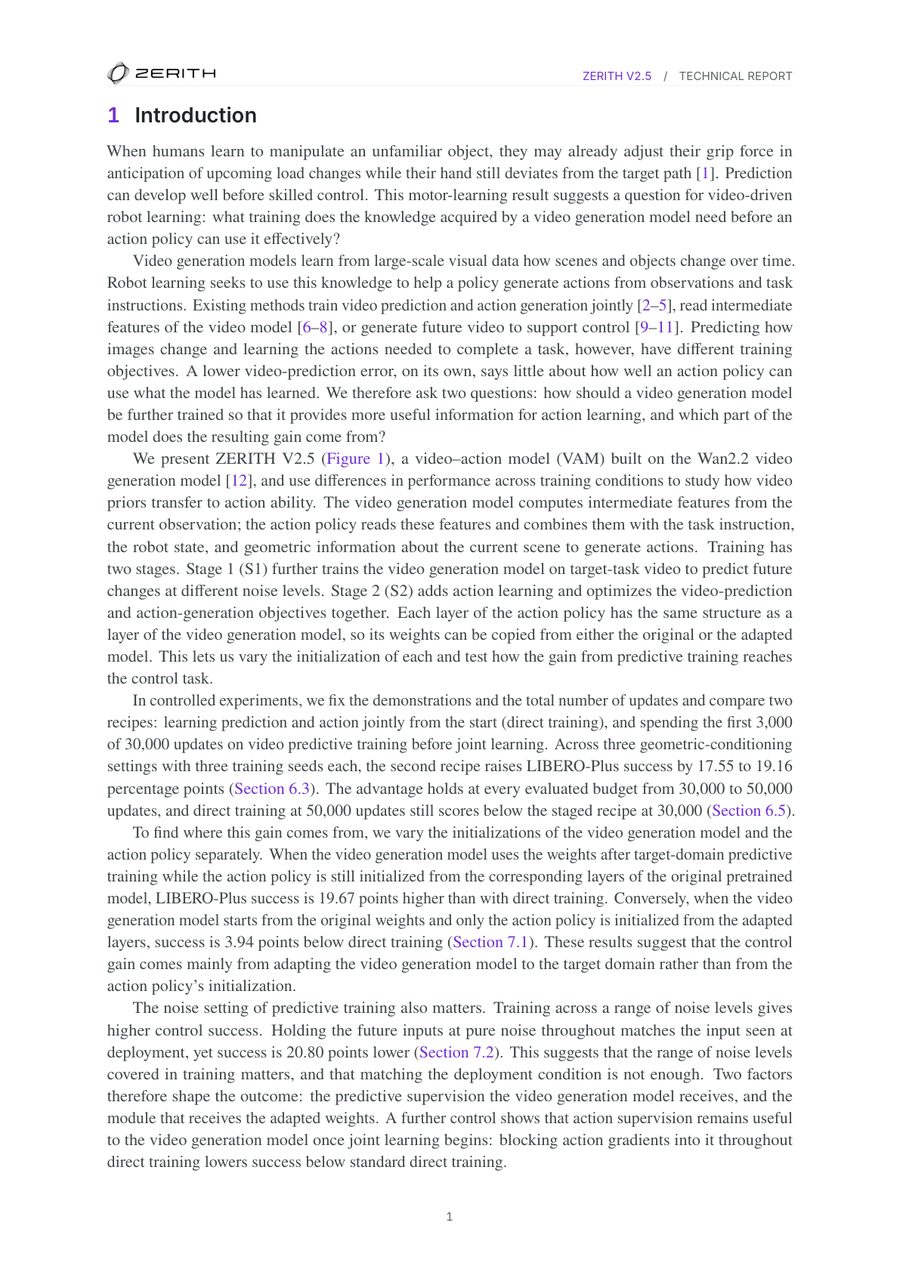 ZERITH
ZERITH V2.5 / TECHNICAL REPORT
1 Introduction
When humans learn to manipulate an unfamiliar object, they may already adjust their grip force in
anticipation of upcoming load changes while their hand still deviates from the target path [1]. Prediction
can develop well before skilled control. This motor-learning result suggests a question for video-driven
robot learning: what training does the knowledge acquired by a video generation model need before an
action policy can use it effectively?
Video generation models learn from large-scale visual data how scenes and objects change over time.
Robot learning seeks to use this knowledge to help a policy generate actions from observations and task
instructions. Existing methods train video prediction and action generation jointly [2–5], read intermediate
features of the video model [6–8], or generate future video to support control [9–11]. Predicting how
images change and learning the actions needed to complete a task, however, have different training
objectives. A lower video-prediction error, on its own, says little about how well an action policy can
use what the model has learned. We therefore ask two questions: how should a video generation model
be further trained so that it provides more useful information for action learning, and which part of the
model does the resulting gain come from?
We present ZERITH V2.5 (Figure 1), a video–action model (VAM) built on the Wan2.2 video
generation model [12], and use differences in performance across training conditions to study how video
priors transfer to action ability. The video generation model computes intermediate features from the
current observation; the action policy reads these features and combines them with the task instruction,
the robot state, and geometric information about the current scene to generate actions. Training has
two stages. Stage 1 (S1) further trains the video generation model on target-task video to predict future
changes at different noise levels. Stage 2 (S2) adds action learning and optimizes the video-prediction
and action-generation objectives together. Each layer of the action policy has the same structure as a
layer of the video generation model, so its weights can be copied from either the original or the adapted
model. This lets us vary the initialization of each and test how the gain from predictive training reaches
the control task.
In controlled experiments, we fix the demonstrations and the total number of updates and compare two
recipes: learning prediction and action jointly from the start (direct training), and spending the first 3,000
of 30,000 updates on video predictive training before joint learning. Across three geometric-conditioning
settings with three training seeds each, the second recipe raises LIBERO-Plus success by 17.55 to 19.16
percentage points (Section 6.3). The advantage holds at every evaluated budget from 30,000 to 50,000
updates, and direct training at 50,000 updates still scores below the staged recipe at 30,000 (Section 6.5).
To find where this gain comes from, we vary the initializations of the video generation model and the
action policy separately. When the video generation model uses the weights after target-domain predictive
training while the action policy is still initialized from the corresponding layers of the original pretrained
model, LIBERO-Plus success is 19.67 points higher than with direct training. Conversely, when the video
generation model starts from the original weights and only the action policy is initialized from the adapted
layers, success is 3.94 points below direct training (Section 7.1). These results suggest that the control
gain comes mainly from adapting the video generation model to the target domain rather than from the
action policy’s initialization.
The noise setting of predictive training also matters. Training across a range of noise levels gives
higher control success. Holding the future inputs at pure noise throughout matches the input seen at
deployment, yet success is 20.80 points lower (Section 7.2). This suggests that the range of noise levels
covered in training matters, and that matching the deployment condition is not enough. Two factors
therefore shape the outcome: the predictive supervision the video generation model receives, and the
module that receives the adapted weights. A further control shows that action supervision remains useful
to the video generation model once joint learning begins: blocking action gradients into it throughout
direct training lowers success below standard direct training.
1